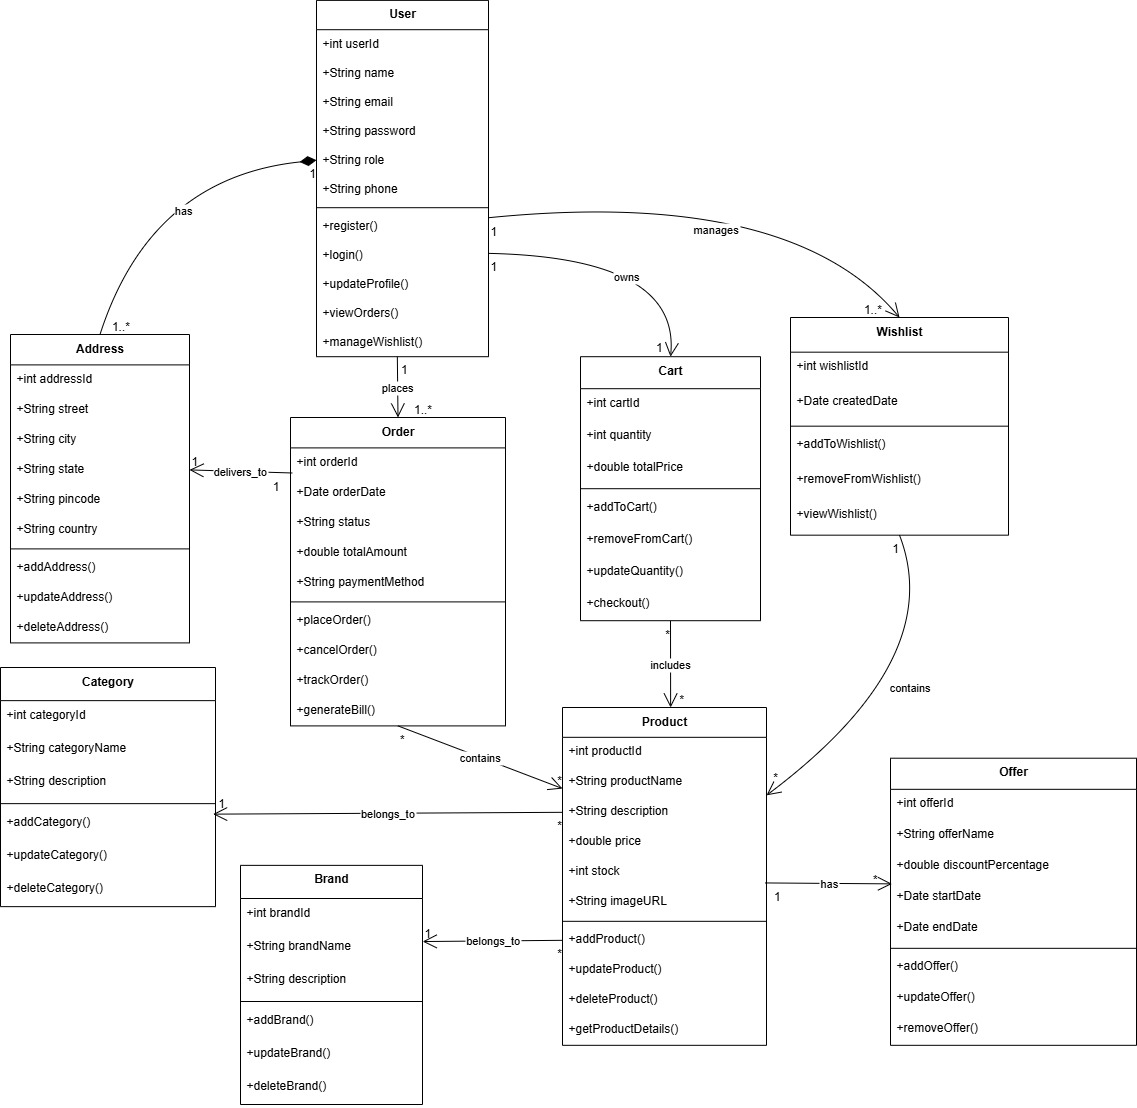 User
+int userId
+String name
+String email
+String password
+String role
+String phone
+register()
+login()
+updateProfile()
+viewOrders()
+manageWishlist()
1
has
1..*
1
manages
1..*
1
owns
1
1
places
1..*
Address
+int addressId
+String street
+String city
+String state
+String pincode
+String country
+addAddress()
+updateAddress()
+deleteAddress()
1
delivers_to
1
Order
+int orderId
+Date orderDate
+String status
+double totalAmount
+String paymentMethod
+placeOrder()
+cancelOrder()
+trackOrder()
+generateBill()
*
contains
*
Cart
+int cartId
+int quantity
+double totalPrice
+addToCart()
+removeFromCart()
+updateQuantity()
+checkout()
*
includes
*
Wishlist
+int wishlistId
+Date createdDate
+addToWishlist()
+removeFromWishlist()
+viewWishlist()
1
contains
*
Category
+int categoryId
+String categoryName
+String description
+addCategory()
+updateCategory()
+deleteCategory()
1
belongs_to
*
Product
+int productId
+String productName
+String description
+double price
+int stock
+String imageURL
+addProduct()
+updateProduct()
+deleteProduct()
+getProductDetails()
1
has
*
Offer
+int offerId
+String offerName
+double discountPercentage
+Date startDate
+Date endDate
+addOffer()
+updateOffer()
+removeOffer()
Brand
+int brandId
+String brandName
+String description
+addBrand()
+updateBrand()
+deleteBrand()
1
belongs_to
*